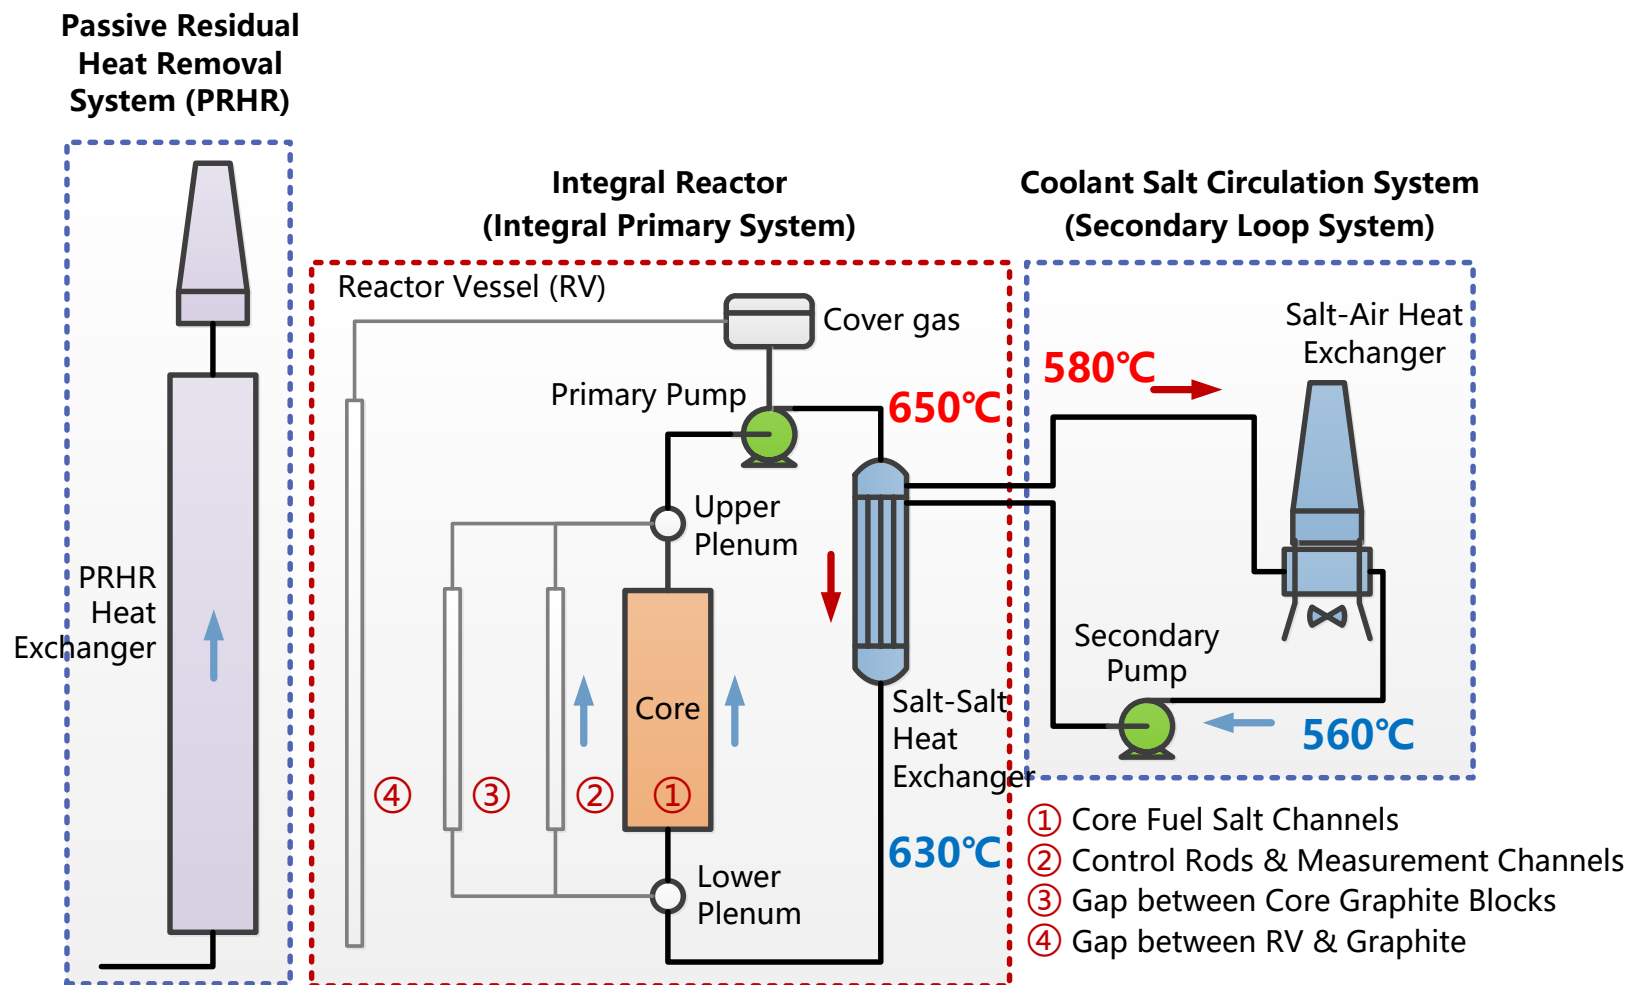 Passive Residual
Heat Removal
System (PRHR)
PRHR
Heat
Exchanger
Integral Reactor
(Integral Primary System)
Reactor Vessel (RV)
Cover gas
Primary Pump
650℃
Upper
Plenum
Core
④
③
②
①
Salt-Salt
Heat
Exchanger
630℃
Lower
Plenum
Coolant Salt Circulation System
(Secondary Loop System)
Salt-Air Heat
Exchanger
580℃
Secondary
Pump
560℃
① Core Fuel Salt Channels
② Control Rods & Measurement Channels
③ Gap between Core Graphite Blocks
④ Gap between RV & Graphite